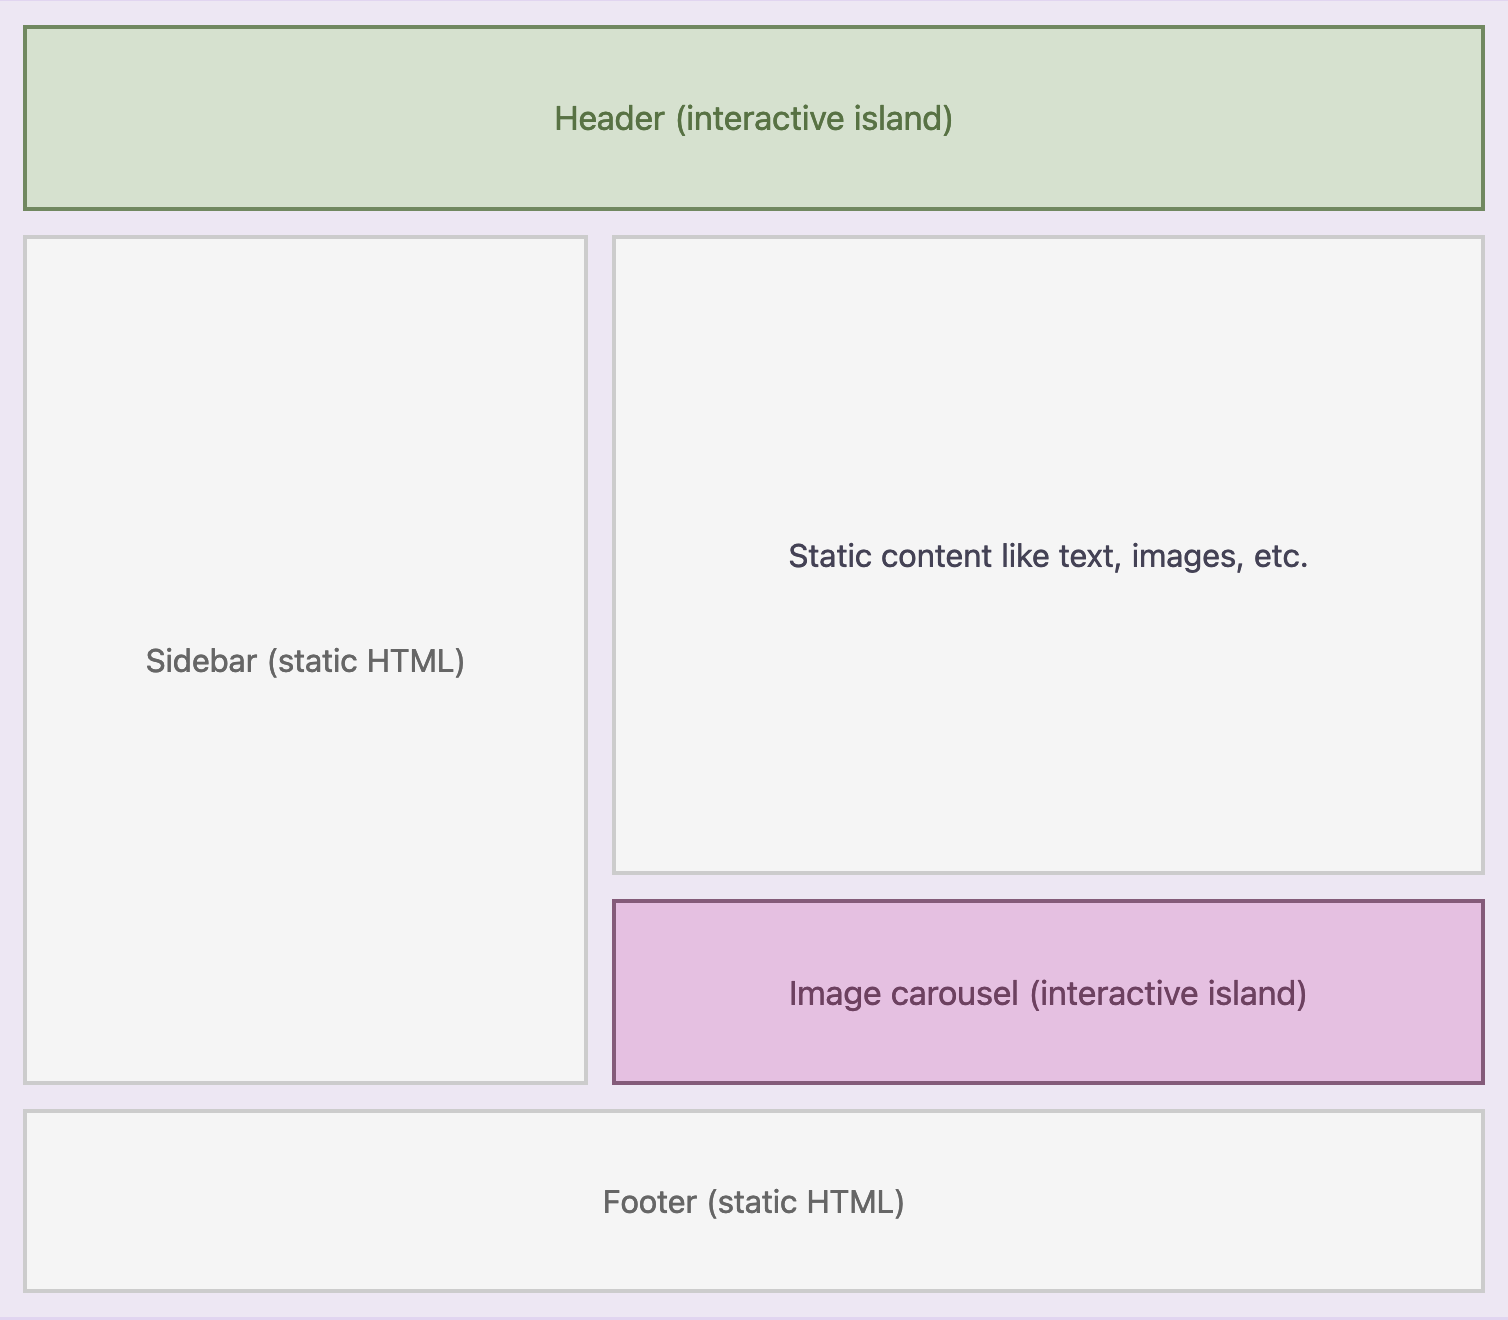 Header (interactive island)
Sidebar (static HTML)
Static content like text, images, etc.
Image carousel (interactive island)
Footer (static HTML)